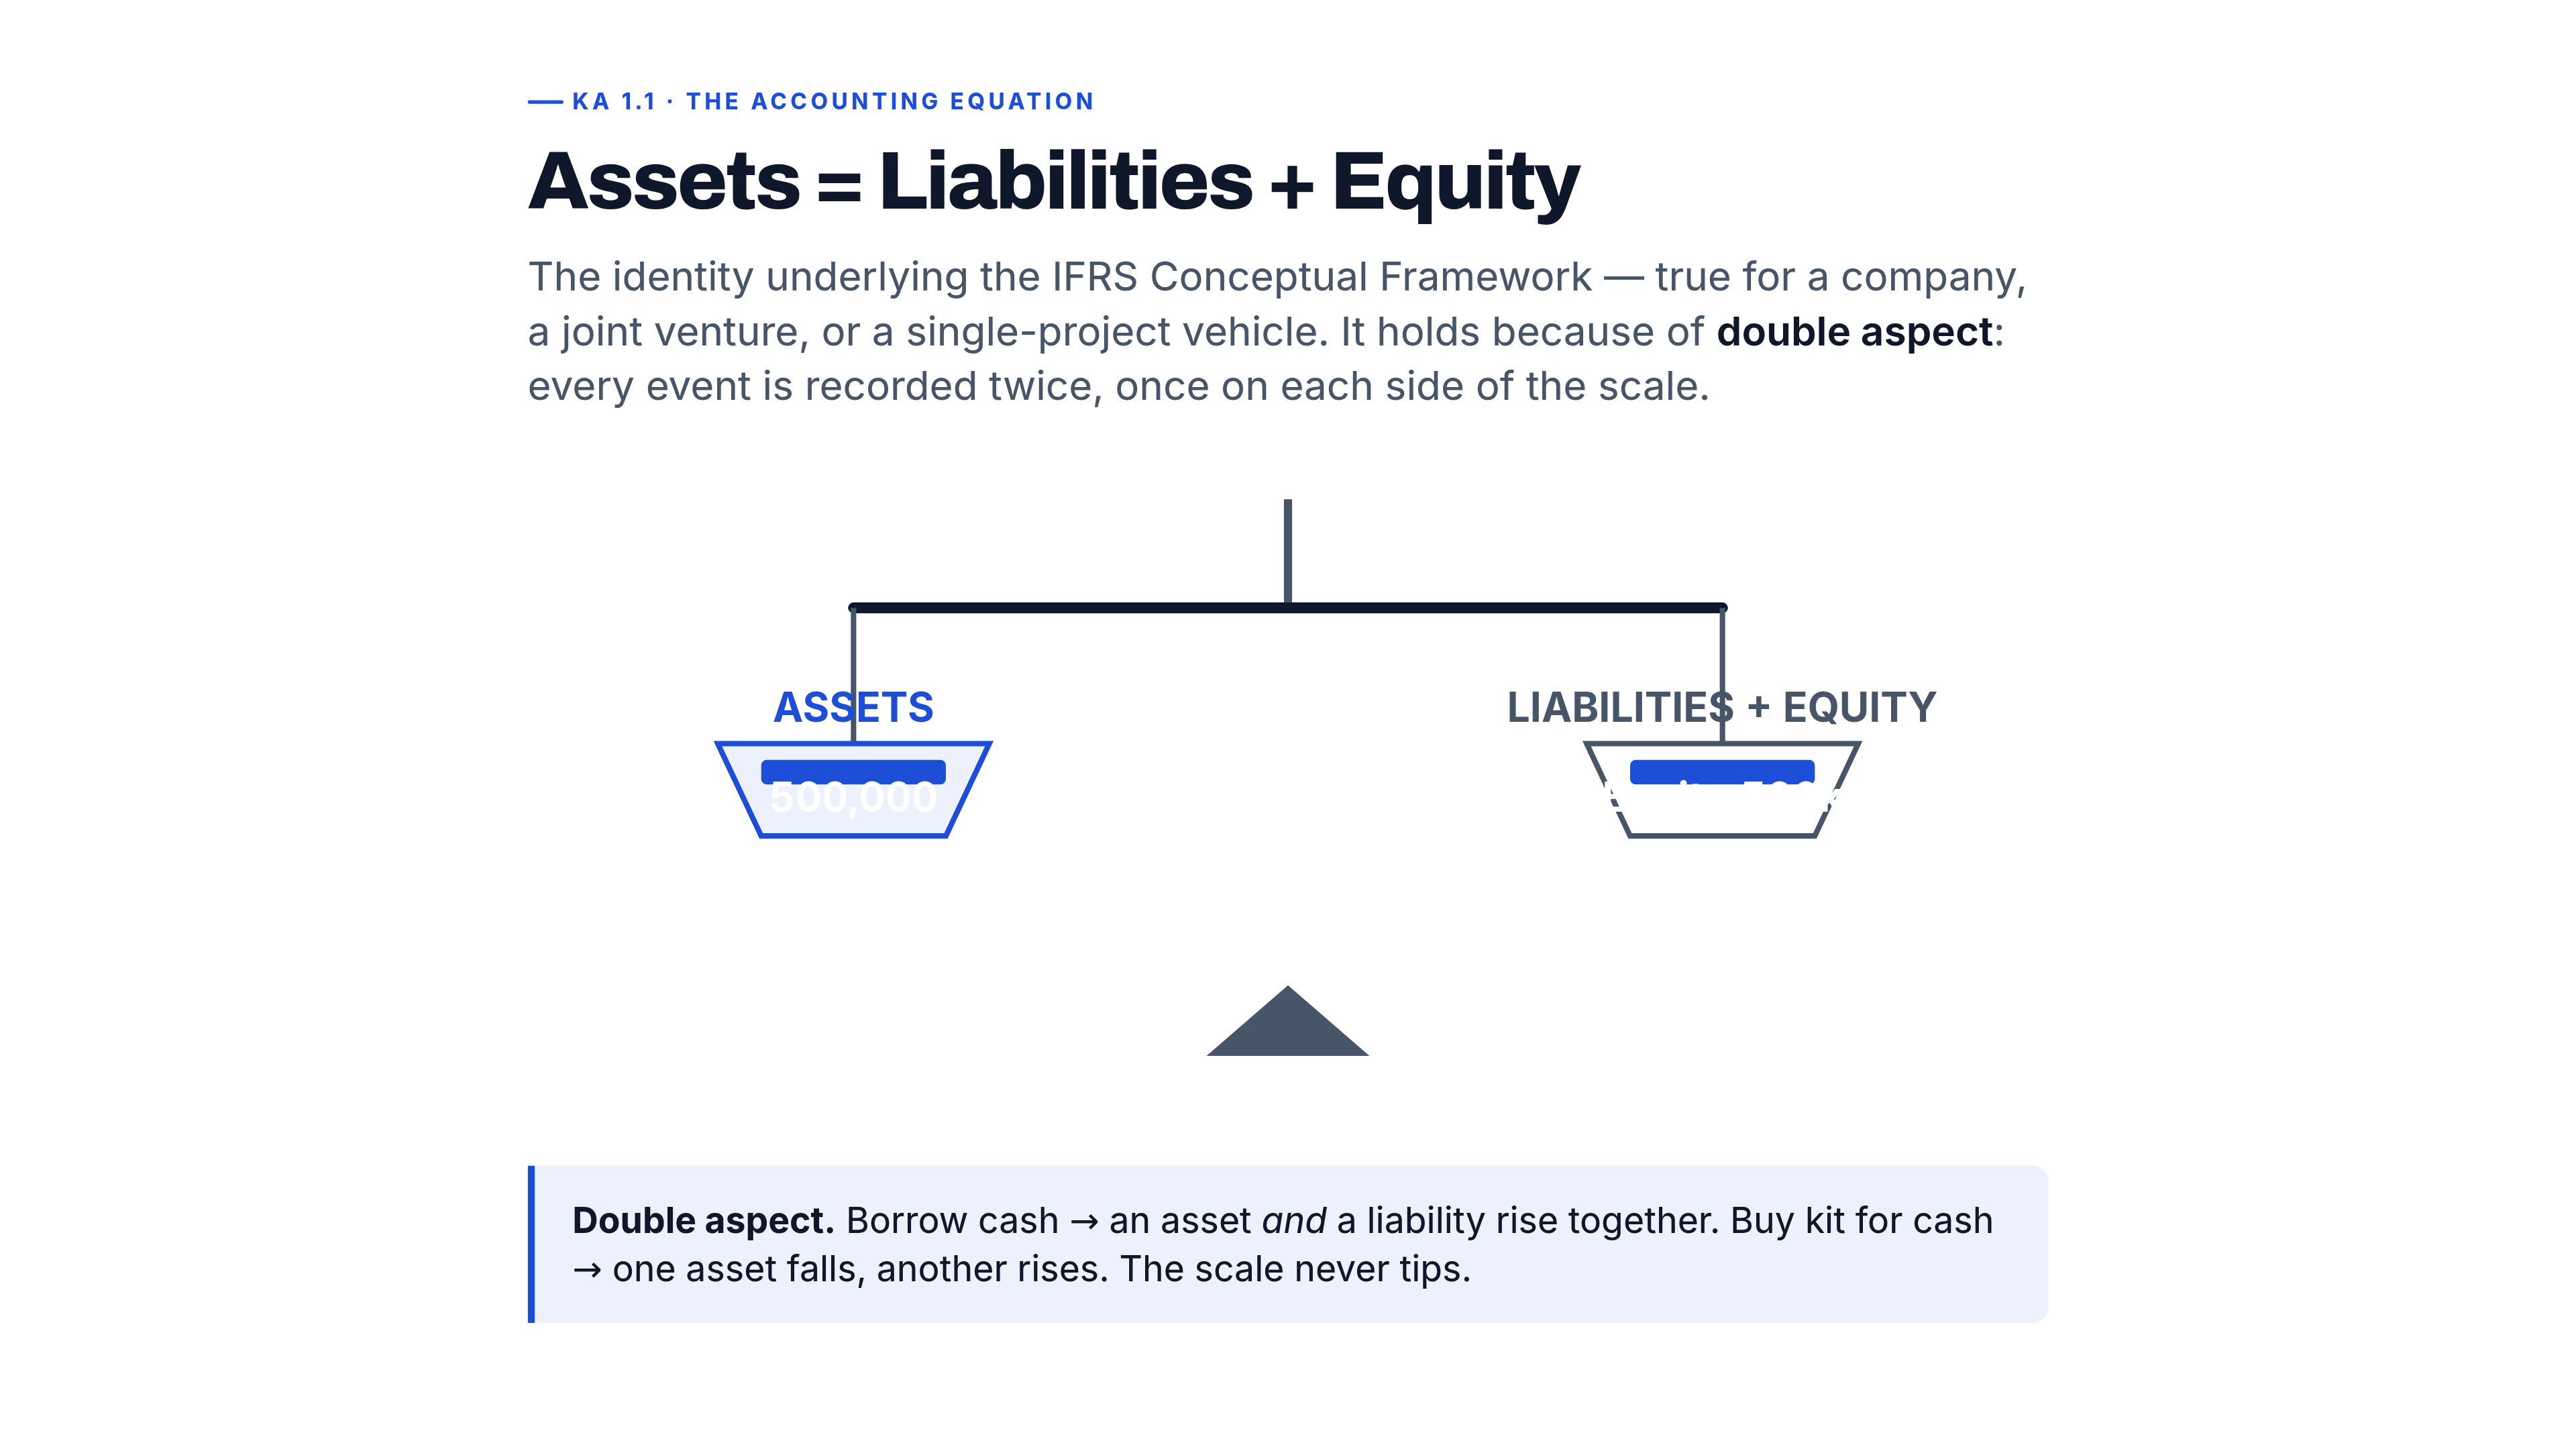 KA 1.1 · THE ACCOUNTING EQUATION
Assets = Liabilities + Equity
The identity underlying the IFRS Conceptual Framework — true for a company,
a joint venture, or a single-project vehicle. It holds because of double aspect:
every event is recorded twice, once on each side of the scale.
ASSETS
LIABILITIES + EQUITY
500,000
Double aspect. Borrow cash → an asset and a liability rise together. Buy kit for cash
→ one asset falls, another rises. The scale never tips.